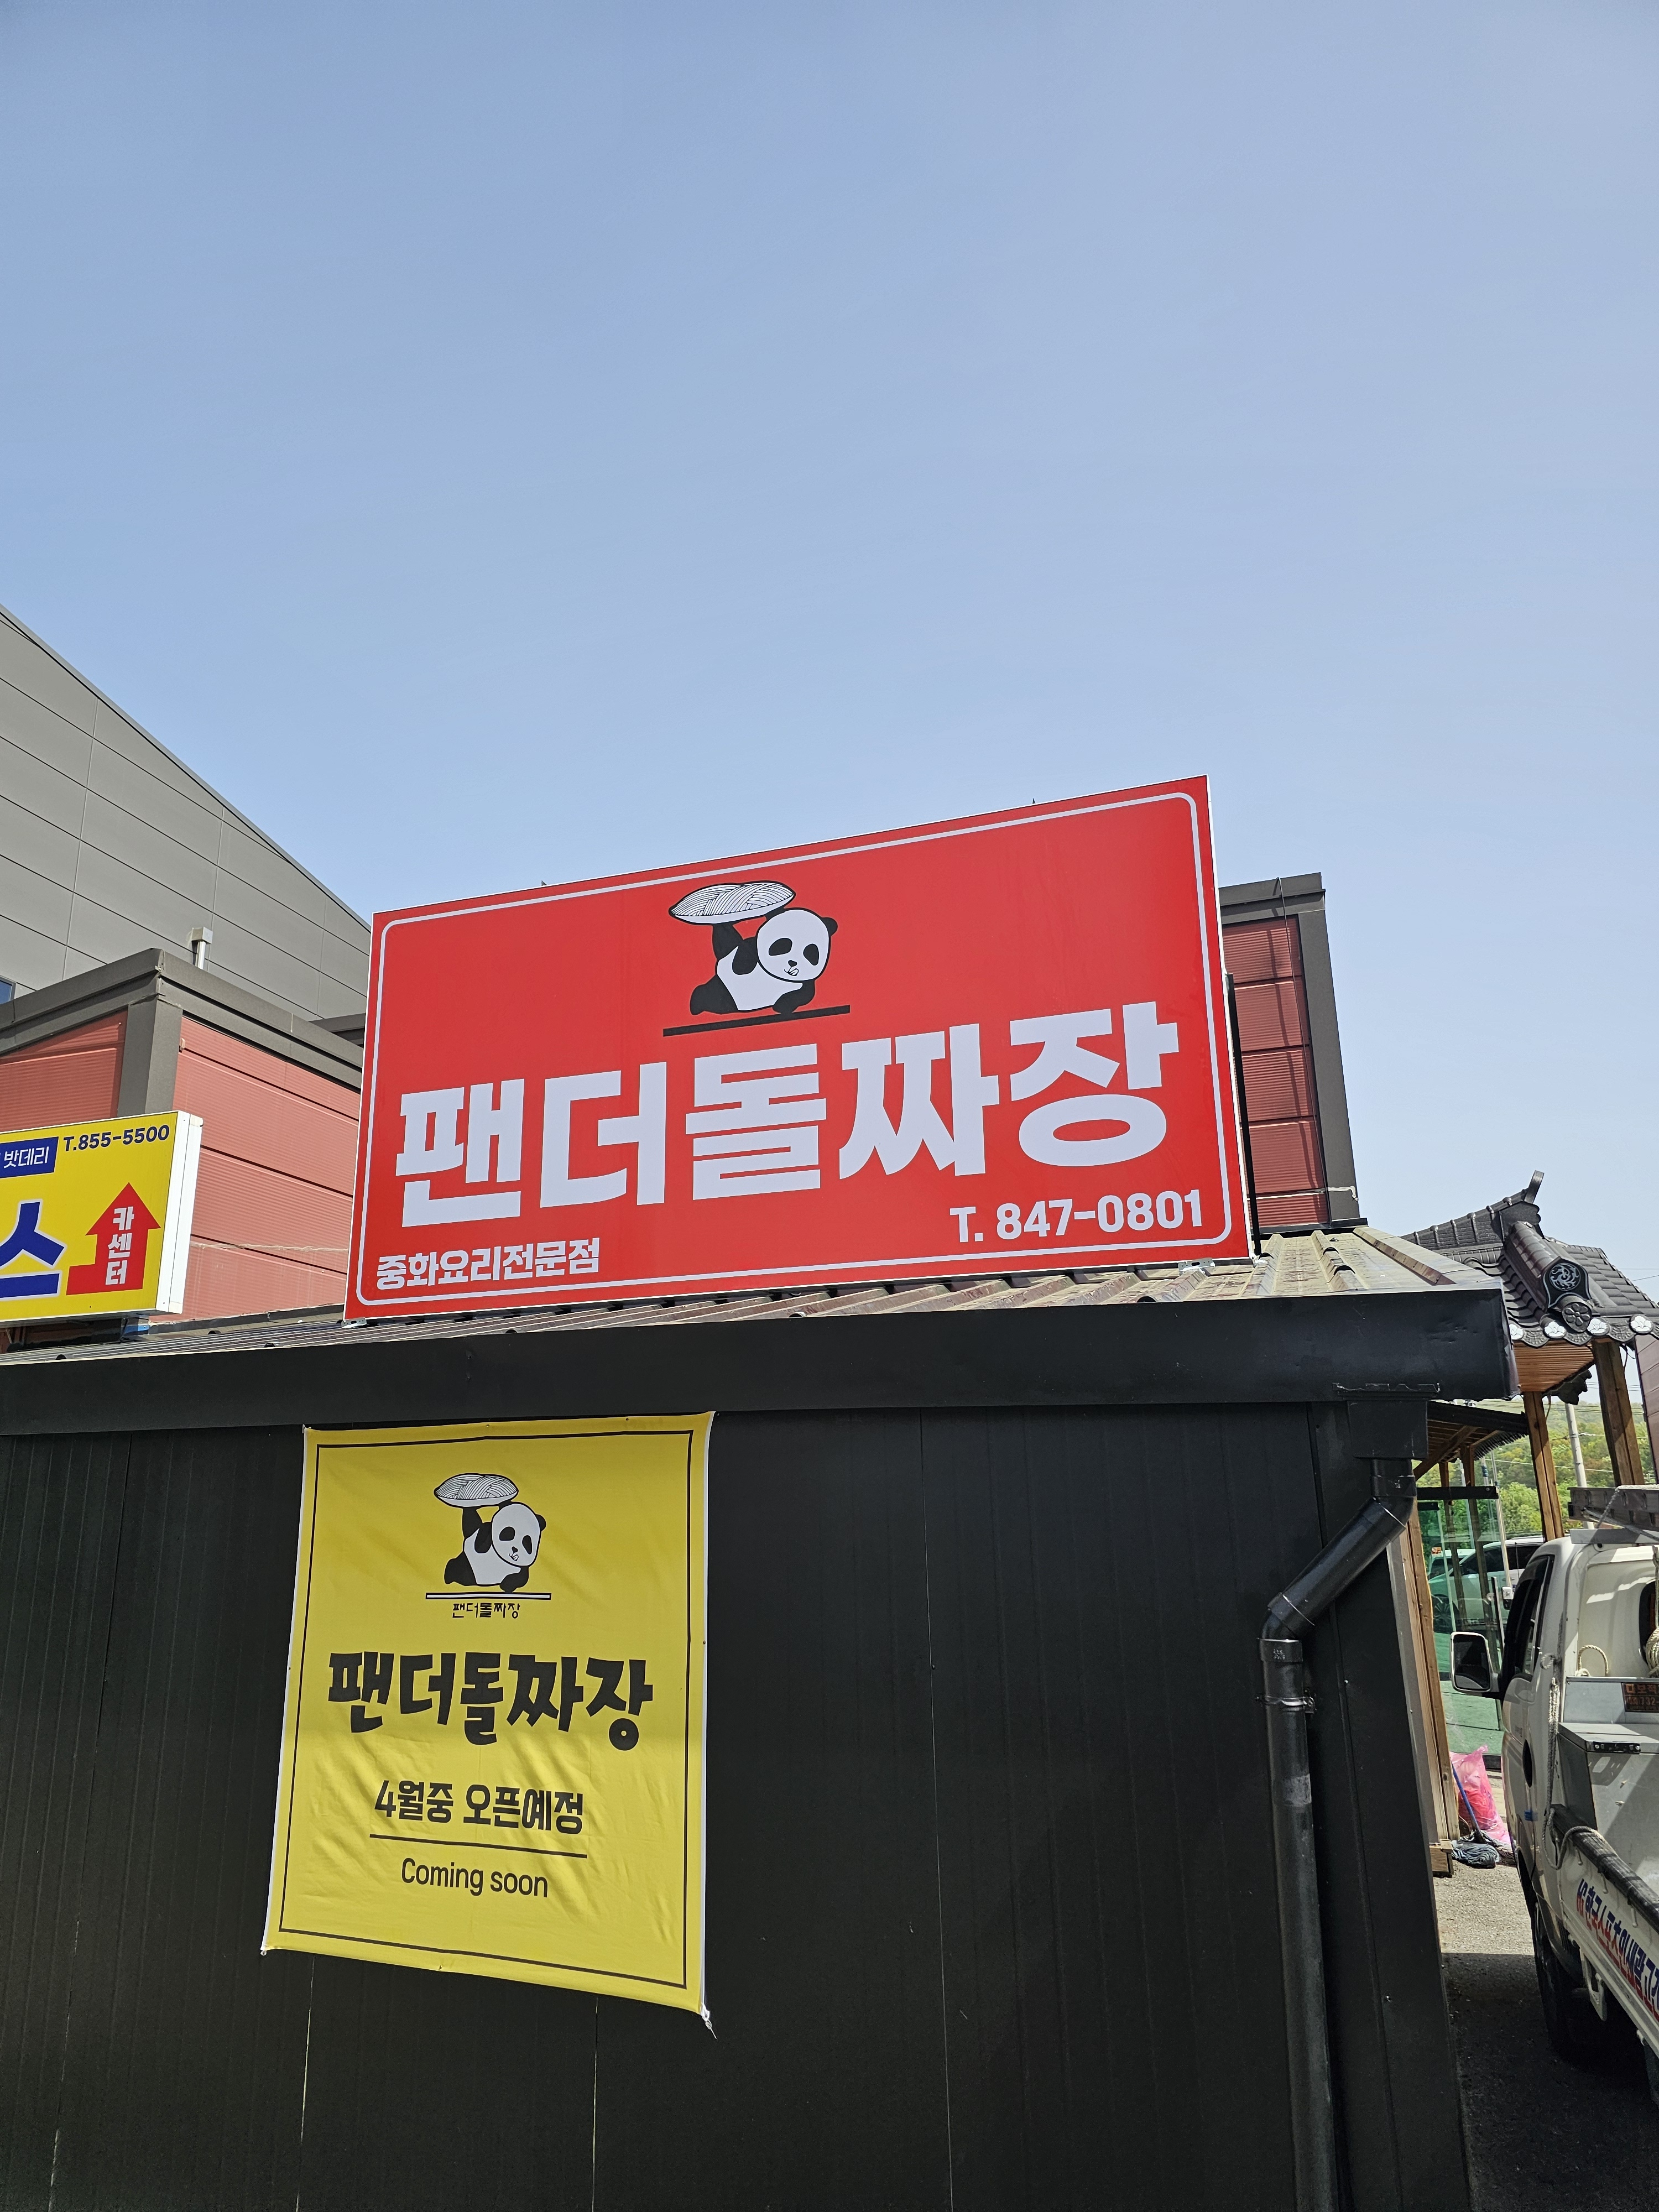 팬더돌짜장
중화요리전문점
T. 847-0801
밧데리
T.855-5500
스
카센터
팬더돌짜장
팬더돌짜장
4월중 오픈예정
Coming soon